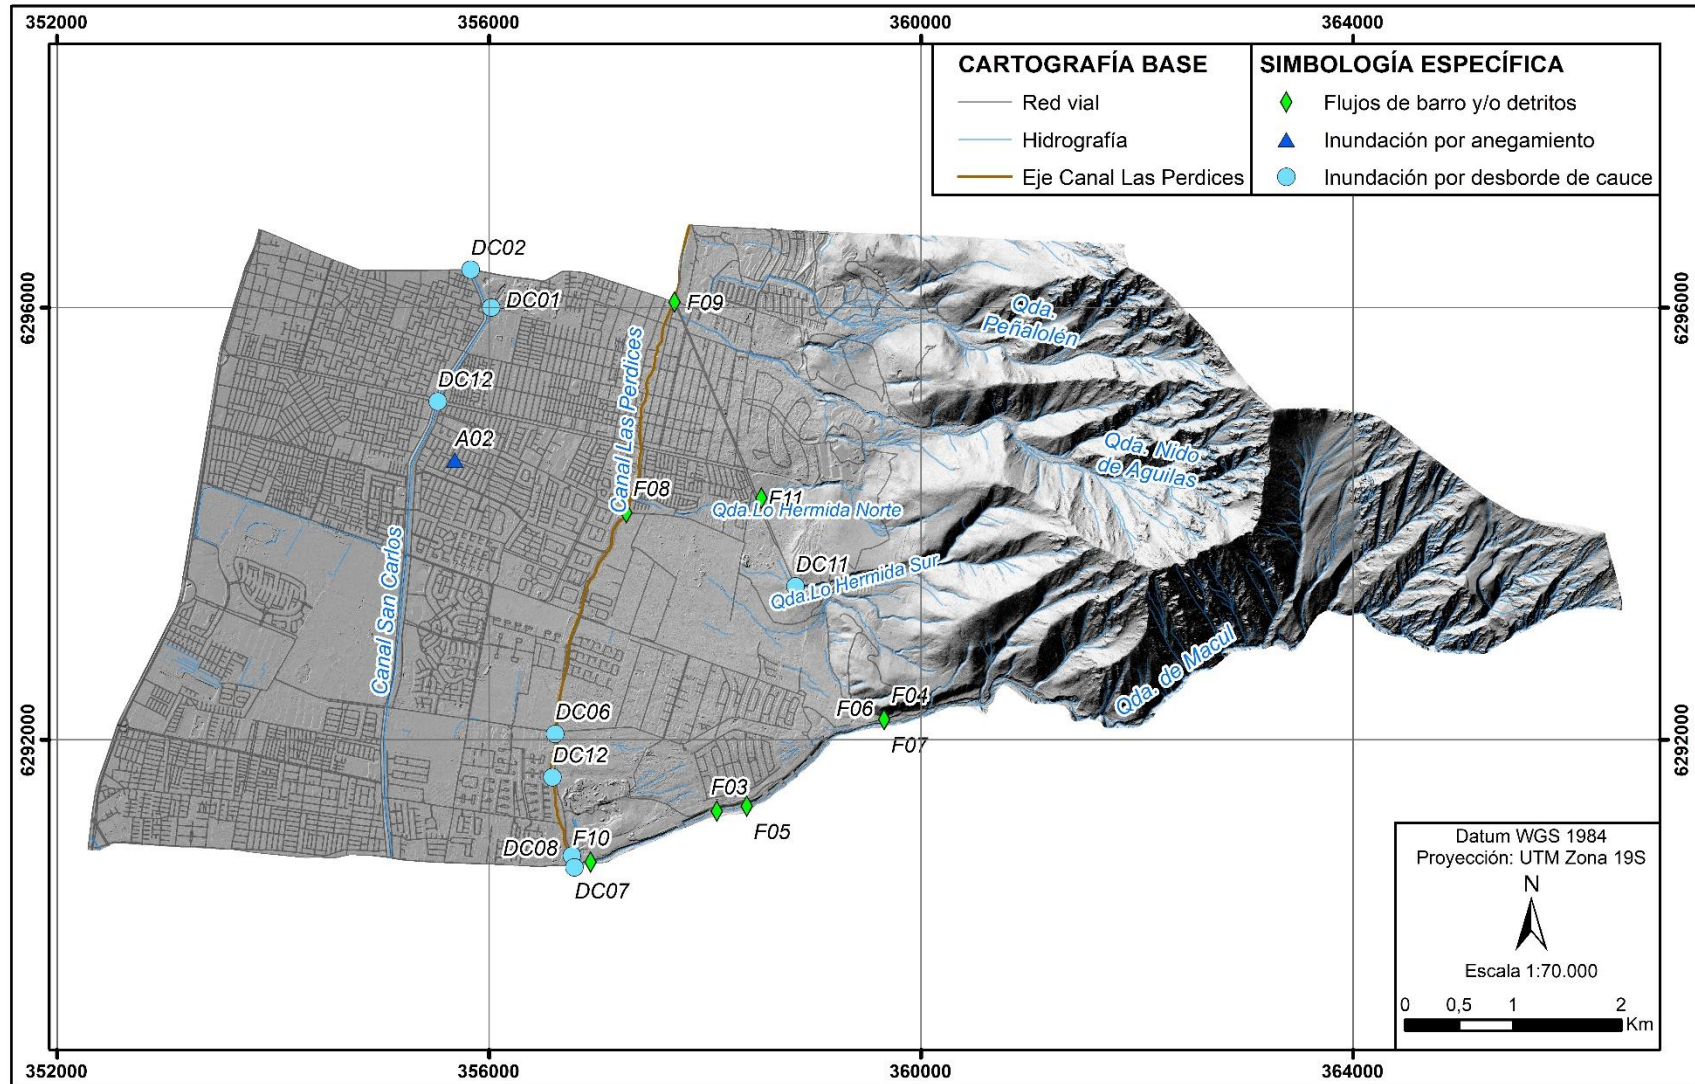 352000
356000
360000
364000
CARTOGRAFÍA BASE
Red vial
Hidrografía
Eje Canal Las Perdices
SIMBOLOGÍA ESPECÍFICA
Flujos de barro y/o detritos
Inundación por anegamiento
Inundación por desborde de cauce
6296000
6296000
DC02
DC01
F09
Qda.
Peñalolén
DC12
Canal Las Perdices
A02
Qda. Nido
de Aguilas
F08
F11
Qda.Lo Hermida Norte
DC11
Qda.Lo Hermida Sur
Canal San Carlos
Qda. de Macul
F04
F06
F07
DC06
6292000
6292000
DC12
F03
F05
F10
DC08
DC07
Datum WGS 1984
Proyección: UTM Zona 19S
N
Escala 1:70.000
0 0,5 1 2
Km
352000
356000
360000
364000